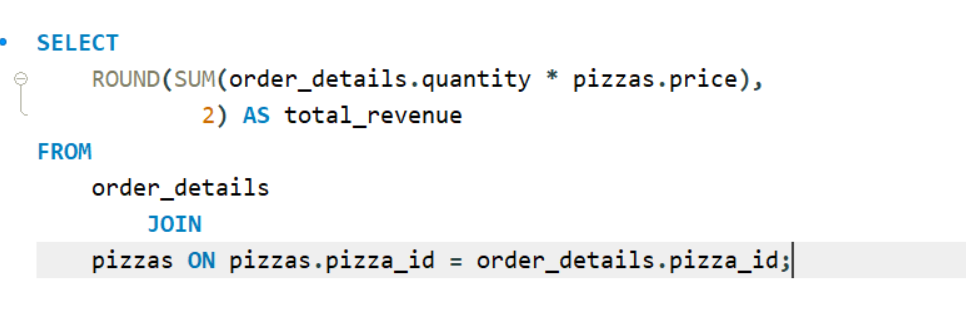 SELECT
ROUND(SUM(order_details.quantity * pizzas.price),
2) AS total_revenue
FROM
order_details
JOIN
pizzas ON pizzas.pizza_id = order_details.pizza_id;